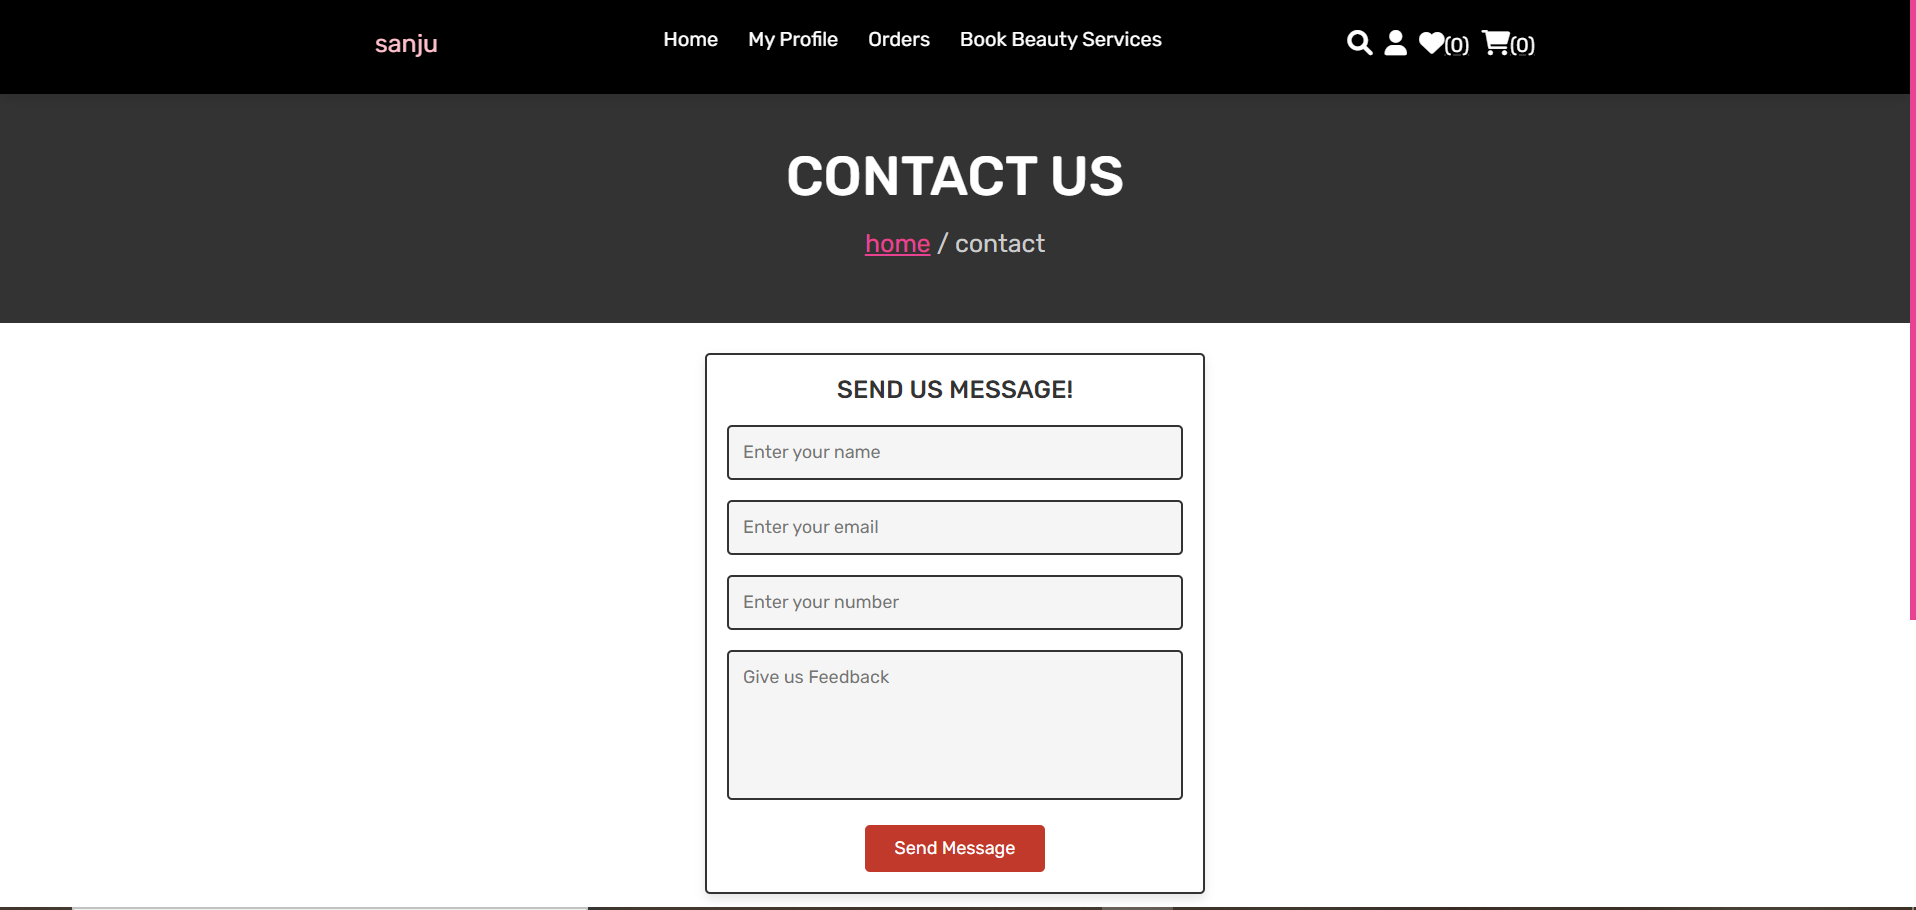 sanju
Home My Profile Orders Book Beauty Services
(0) (0)
CONTACT US
home / contact
SEND US MESSAGE!
Enter your name
Enter your email
Enter your number
Give us Feedback
Send Message